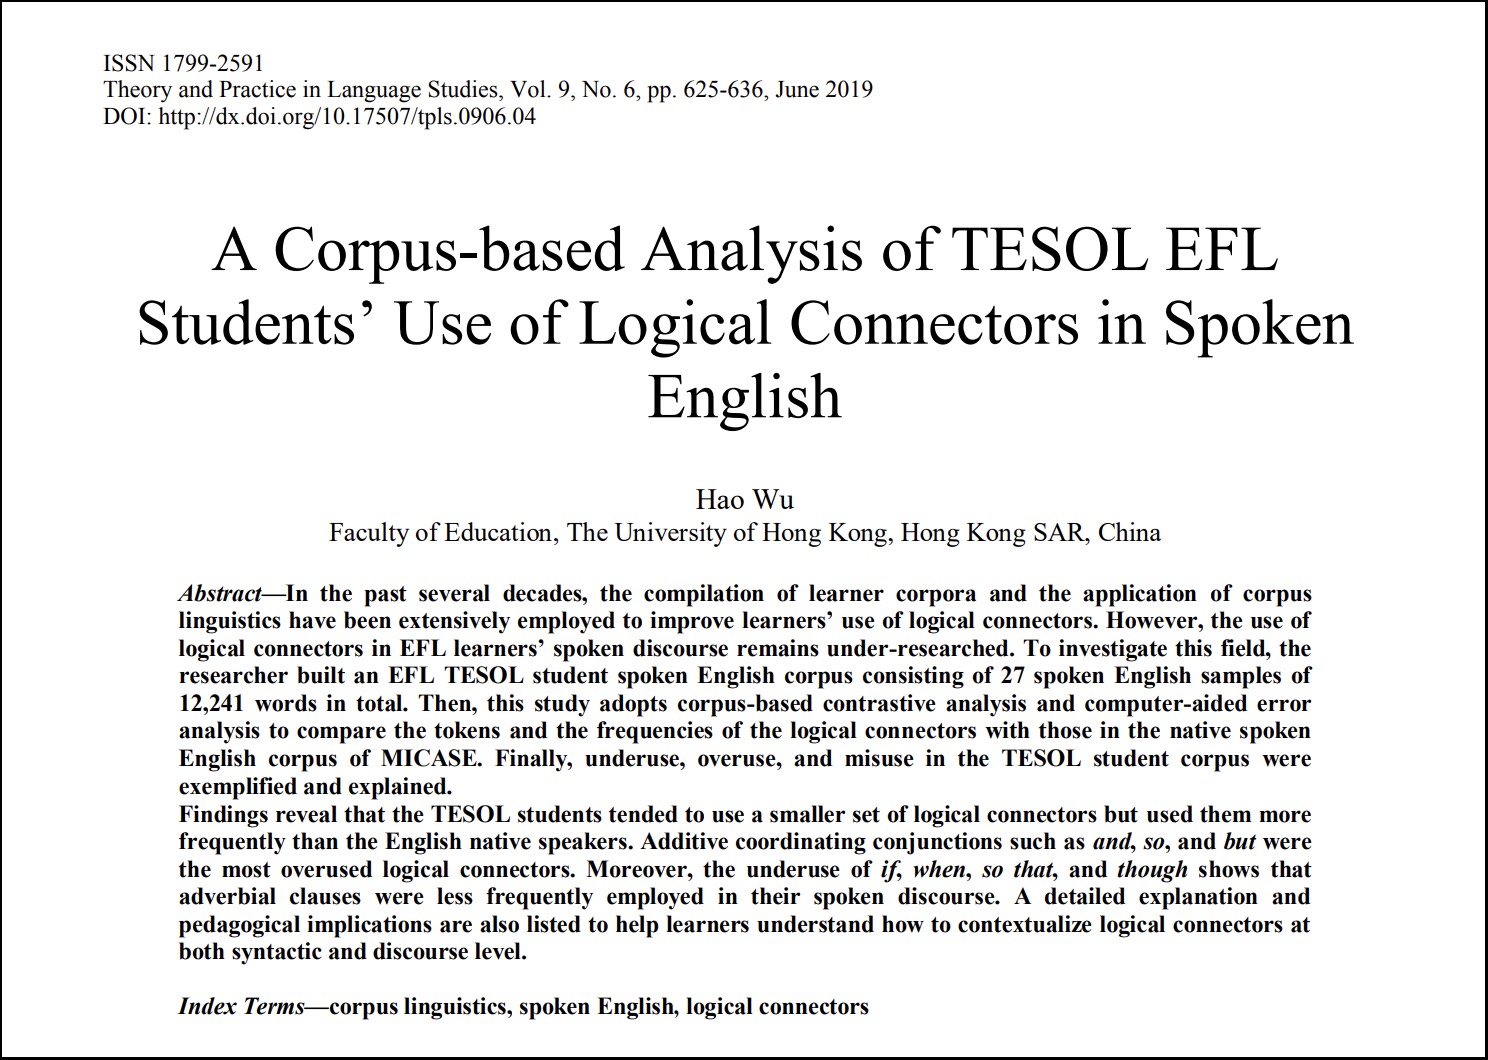 ISSN 1799-2591
Theory and Practice in Language Studies, Vol. 9, No. 6, pp. 625-636, June 2019
DOI: http://dx.doi.org/10.17507/tpls.0906.04
A Corpus-based Analysis of TESOL EFL
Students’ Use of Logical Connectors in Spoken
English
Hao Wu
Faculty of Education, The University of Hong Kong, Hong Kong SAR, China
Abstract—In the past several decades, the compilation of learner corpora and the application of corpus
linguistics have been extensively employed to improve learners’ use of logical connectors. However, the use of
logical connectors in EFL learners’ spoken discourse remains under-researched. To investigate this field, the
researcher built an EFL TESOL student spoken English corpus consisting of 27 spoken English samples of
12,241 words in total. Then, this study adopts corpus-based contrastive analysis and computer-aided error
analysis to compare the tokens and the frequencies of the logical connectors with those in the native spoken
English corpus of MICASE. Finally, underuse, overuse, and misuse in the TESOL student corpus were
exemplified and explained.
Findings reveal that the TESOL students tended to use a smaller set of logical connectors but used them more
frequently than the English native speakers. Additive coordinating conjunctions such as and, so, and but were
the most overused logical connectors. Moreover, the underuse of if, when, so that, and though shows that
adverbial clauses were less frequently employed in their spoken discourse. A detailed explanation and
pedagogical implications are also listed to help learners understand how to contextualize logical connectors at
both syntactic and discourse level.
Index Terms—corpus linguistics, spoken English, logical connectors